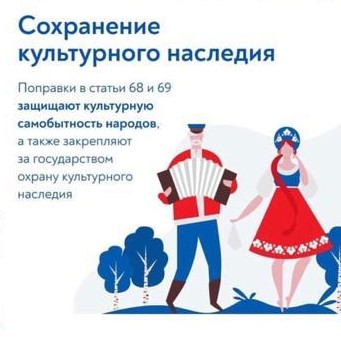 Сохранение
культурного наследия
Поправки в статьи 68 и 69
защищают культурную
самобытность народов,
а также закрепляют
за государством
охрану культурного
наследия